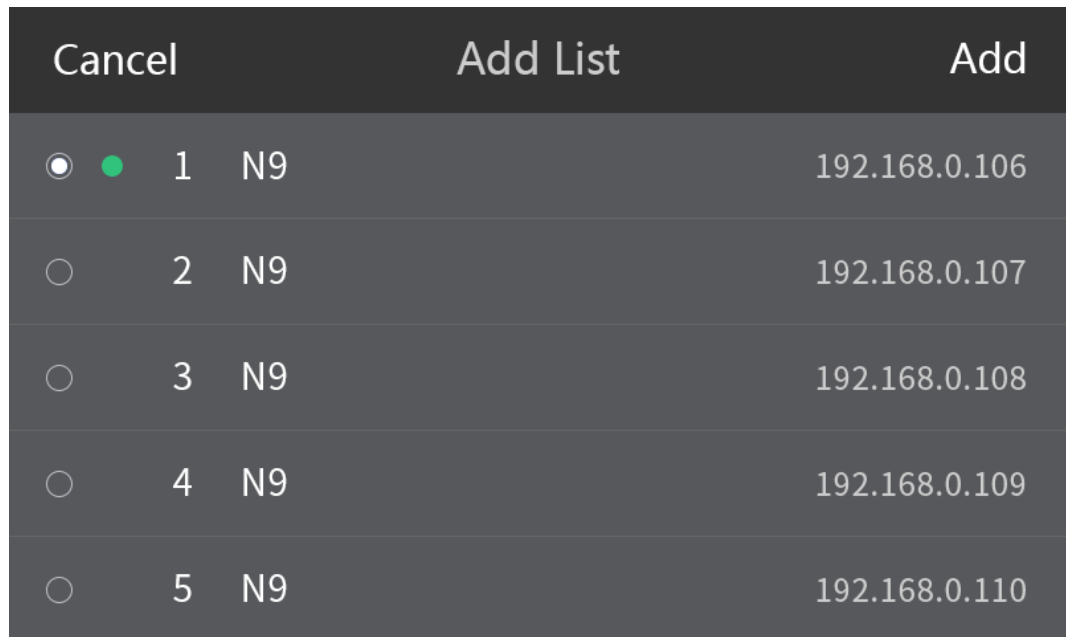 Cancel Add List Add
1 N9 192.168.0.106
2 N9 192.168.0.107
3 N9 192.168.0.108
4 N9 192.168.0.109
5 N9 192.168.0.110